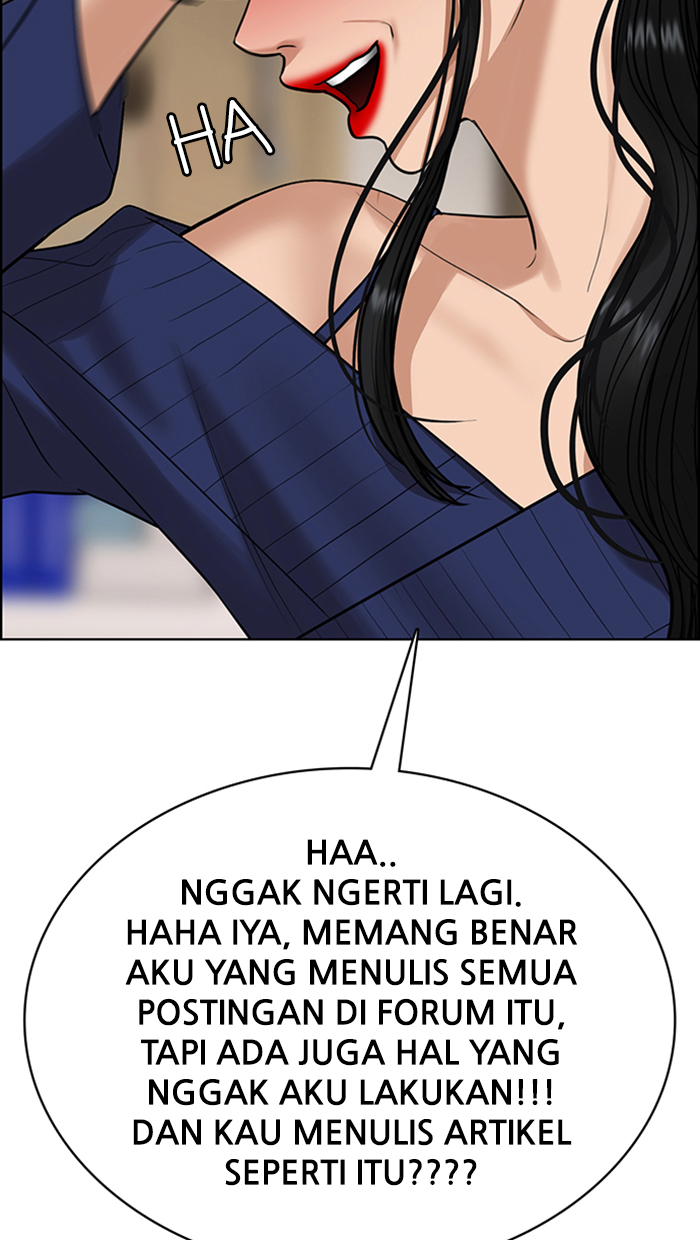 HA
HAA..
NGGAK NGERTI LAGI.
HAHA IYA, MEMANG BENAR
AKU YANG MENULIS SEMUA
POSTINGAN DI FORUM ITU,
TAPI ADA JUGA HAL YANG
NGGAK AKU LAKUKAN!!!
DAN KAU MENULIS ARTIKEL
SEPERTI ITU????